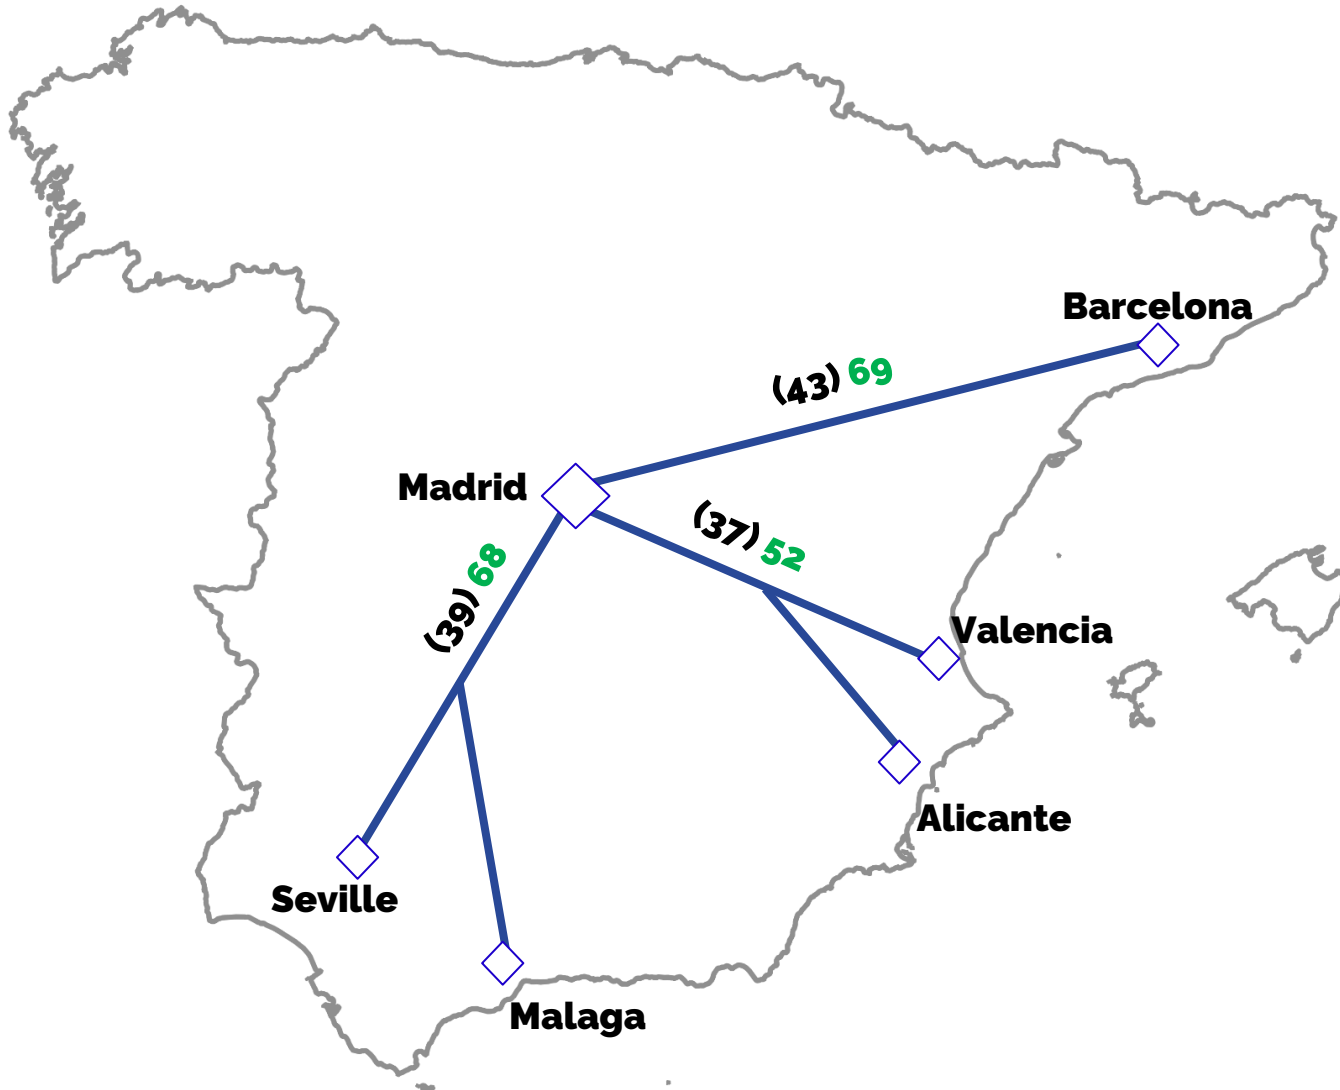 Barcelona
(43) 69
Madrid
(37) 52
(39) 68
Valencia
Alicante
Seville
Malaga